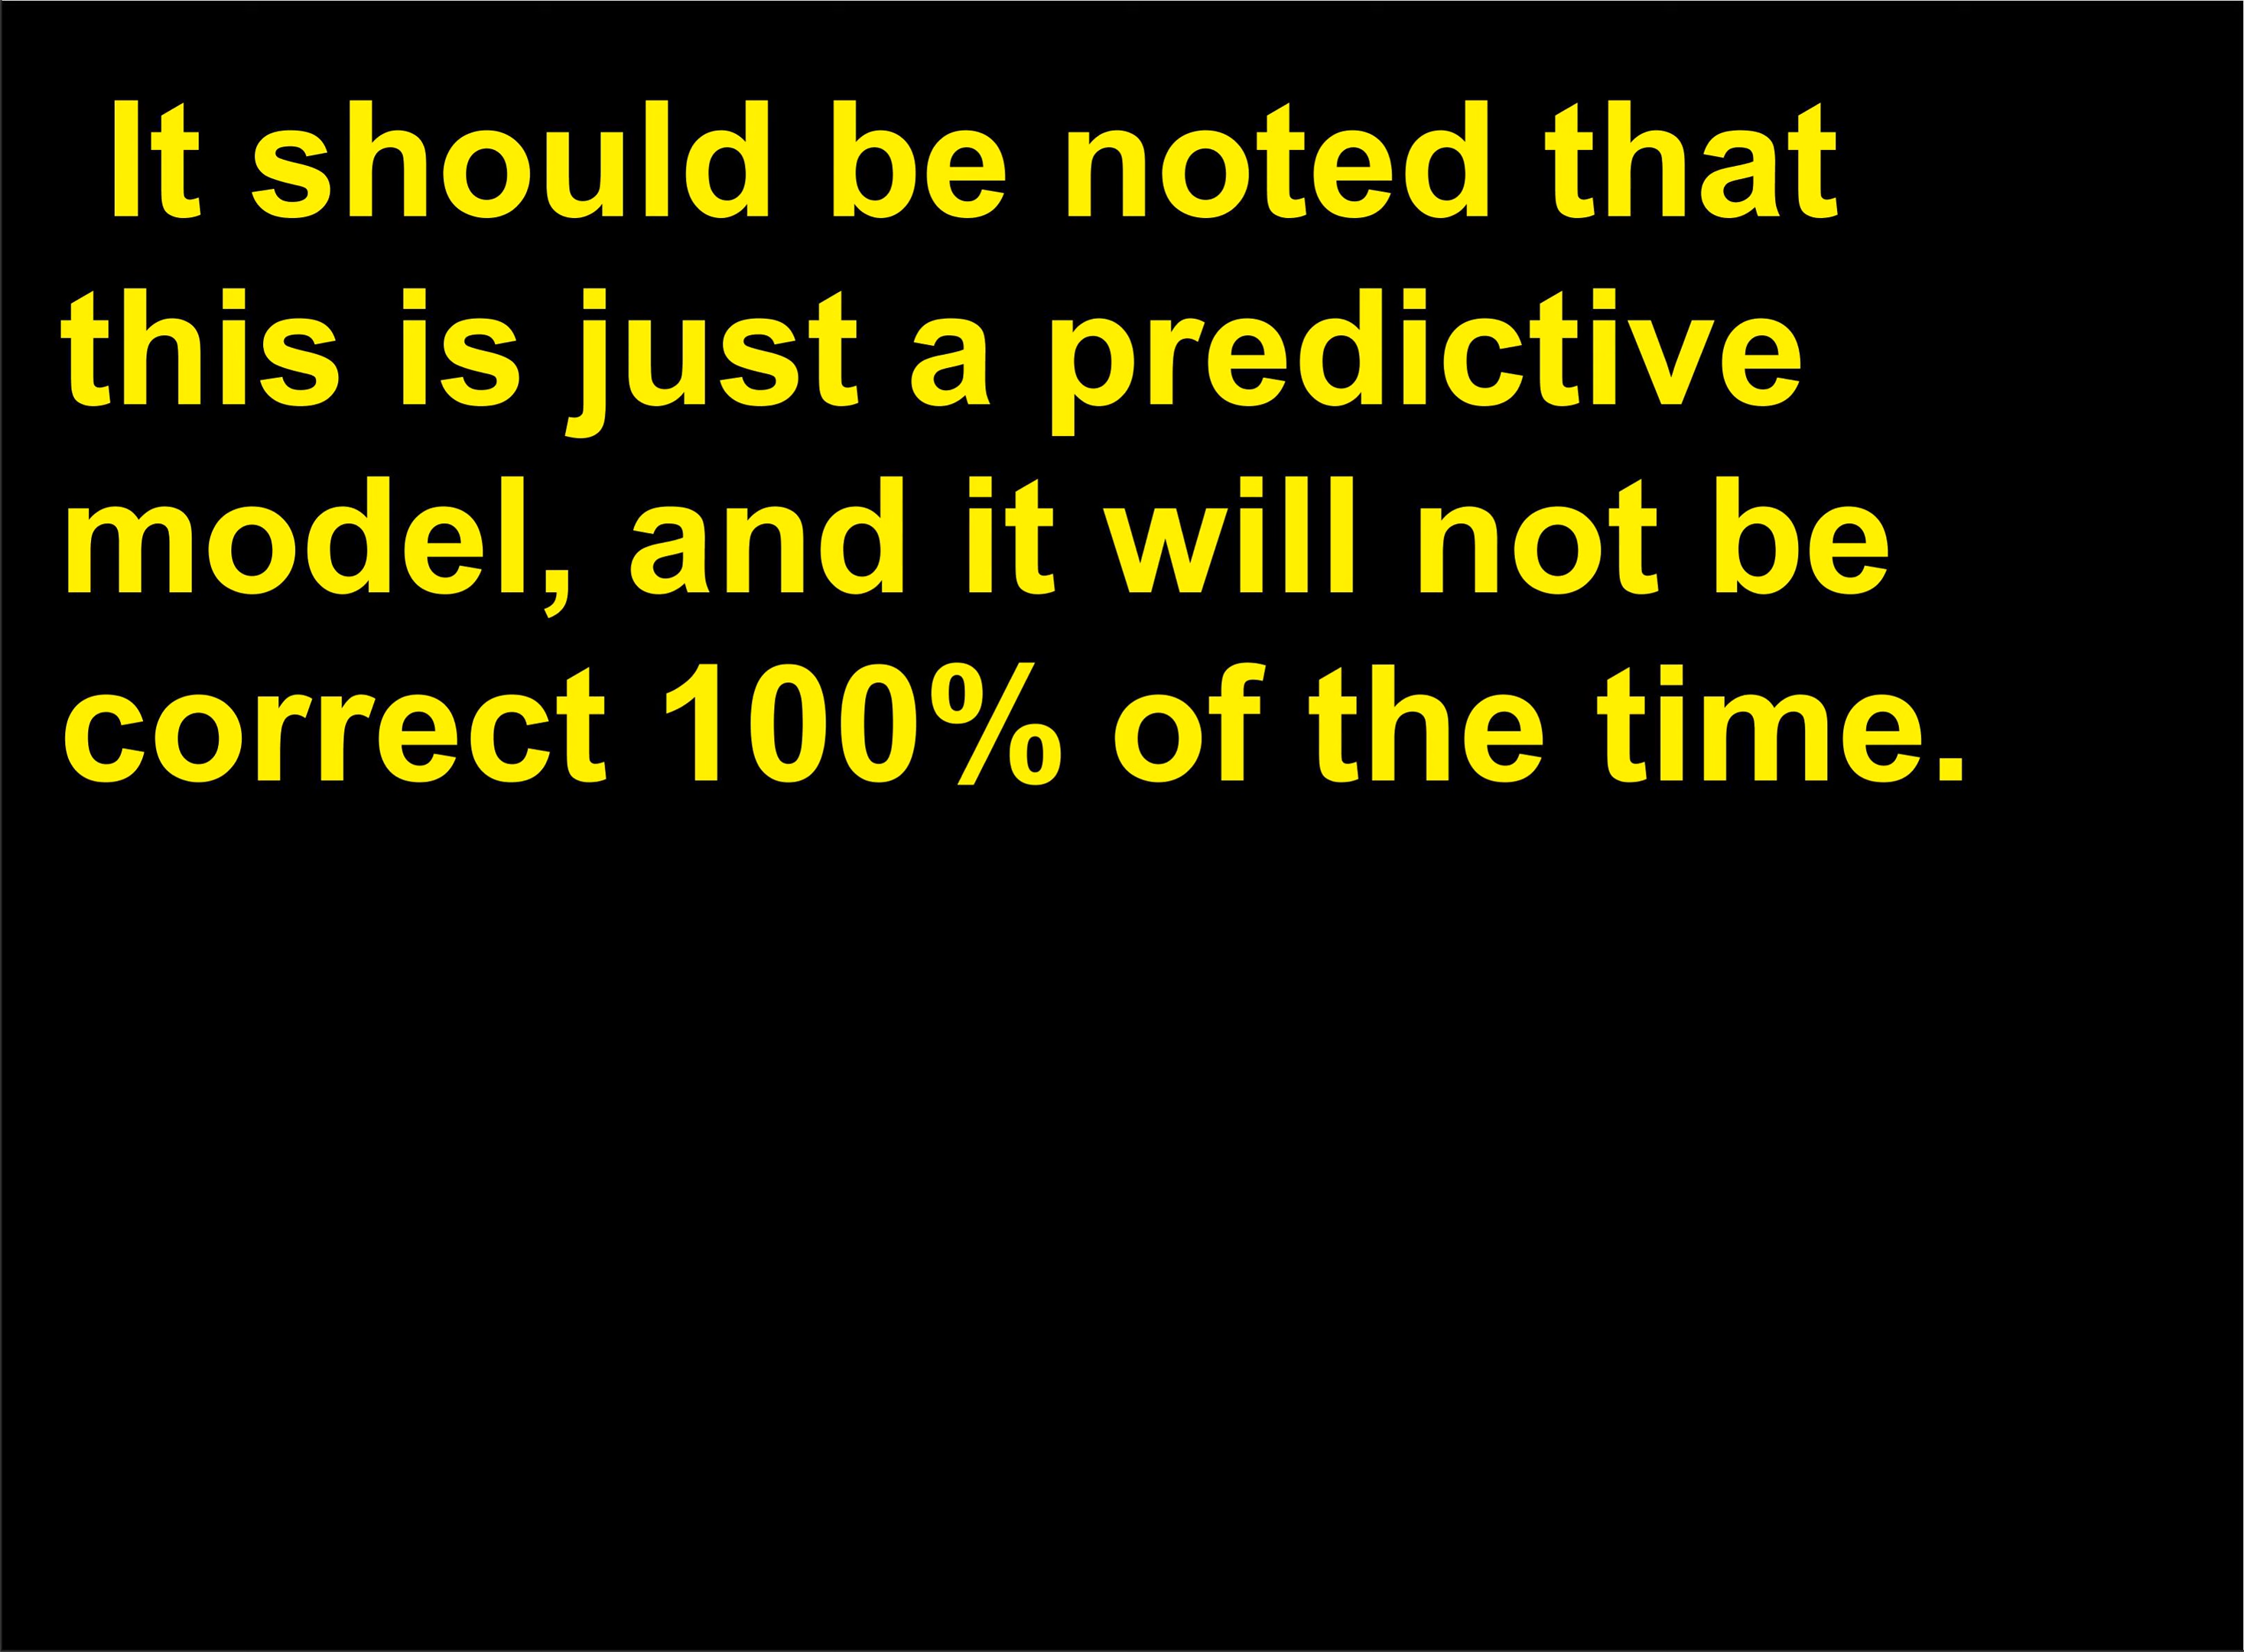 It should be noted that
this is just a predictive
model, and it will not be
correct 100% of the time.